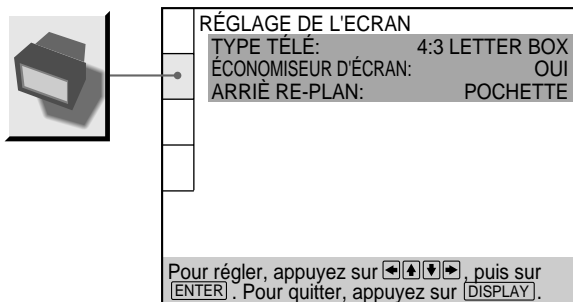 RÉGLAGE DE L'ECRAN
TYPE TÉLÉ: 4:3 LETTER BOX
ÉCONOMISEUR D'ÉCRAN: OUI
ARRIÈ RE-PLAN: POCHETTE
Pour régler, appuyez sur ←↑↓→, puis sur
ENTER . Pour quitter, appuyez sur DISPLAY .